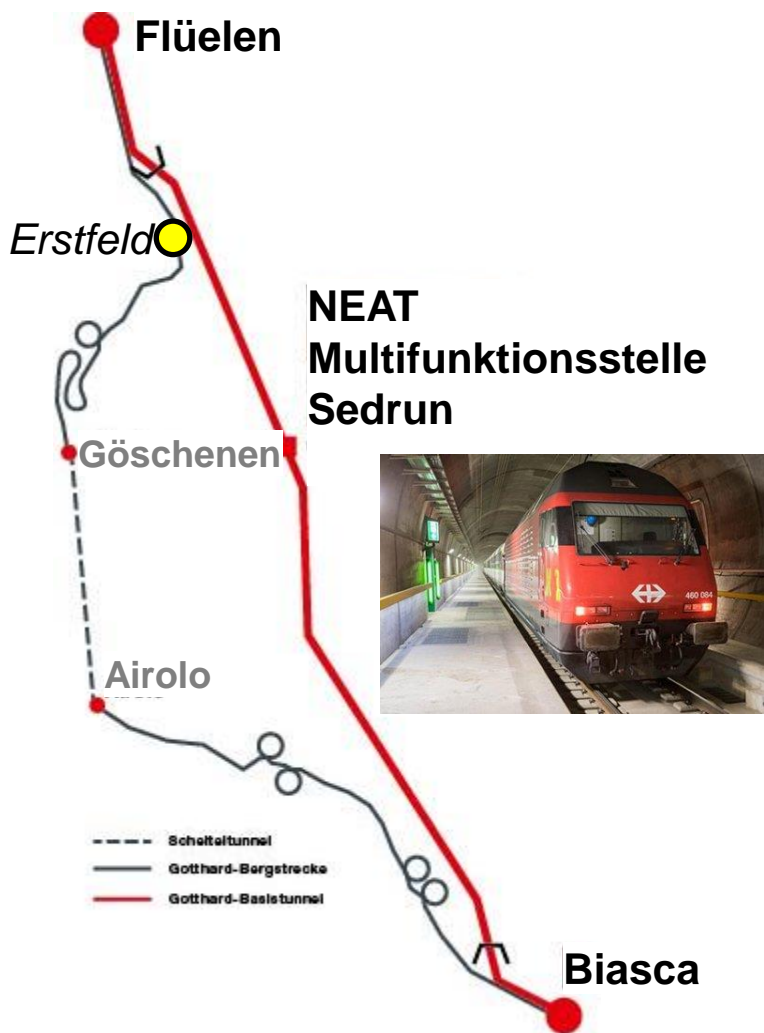 Flüelen
Erstfeld
NEAT
Multifunktionsstelle
Sedrun
Göschenen
460 084
Airolo
Scheiteltunnel
Gotthard-Bergstrecke
Gotthard-Basistunnel
Biasca